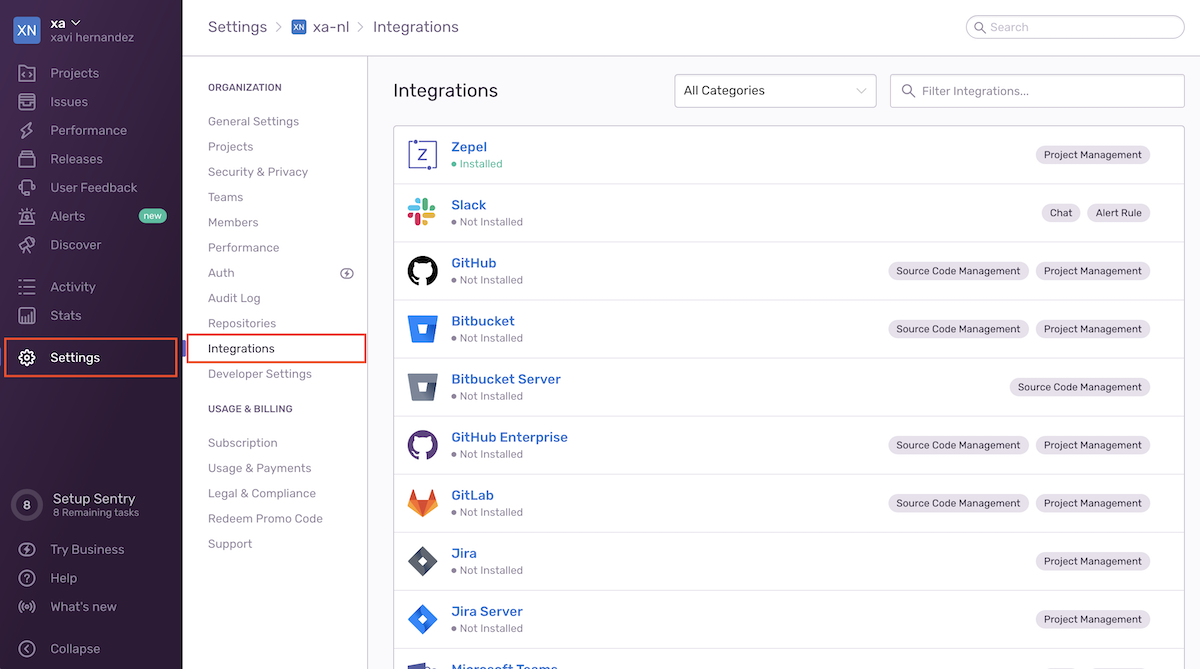 XN
xa
xavi hernandez
Projects
Issues
Performance
Releases
User Feedback
Alerts new
Discover
Activity
Stats
Settings
8 Setup Sentry
8 Remaining tasks
Try Business
? Help
What's new
Collapse
Settings > XN xa-nl > Integrations
Search
ORGANIZATION
General Settings
Projects
Security & Privacy
Teams
Members
Performance
Auth
Audit Log
Repositories
Integrations
Developer Settings
USAGE & BILLING
Subscription
Usage & Payments
Legal & Compliance
Redeem Promo Code
Support
Integrations
All Categories
Filter Integrations...
Z
Zepel
Installed
Project Management
Slack
Not Installed
Chat Alert Rule
GitHub
Not Installed
Source Code Management Project Management
Bitbucket
Not Installed
Source Code Management Project Management
Bitbucket Server
Not Installed
Source Code Management
GitHub Enterprise
Not Installed
Source Code Management Project Management
GitLab
Not Installed
Source Code Management Project Management
Jira
Not Installed
Project Management
Jira Server
Not Installed
Project Management
Microsoft Teams